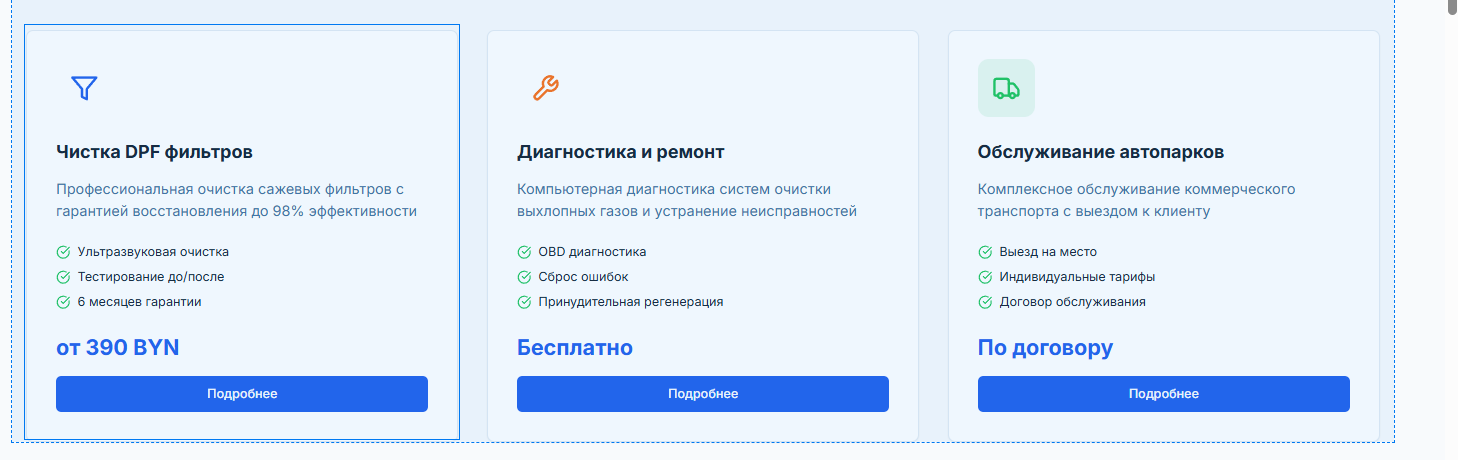 Чистка DPF фильтров
Профессиональная очистка сажевых фильтров с
гарантией восстановления до 98% эффективности
Ультразвуковая очистка
Тестирование до/после
6 месяцев гарантии
от 390 BYN
Подробнее
Диагностика и ремонт
Компьютерная диагностика систем очистки
выхлопных газов и устранение неисправностей
OBD диагностика
Сброс ошибок
Принудительная регенерация
Бесплатно
Подробнее
Обслуживание автопарков
Комплексное обслуживание коммерческого
транспорта с выездом к клиенту
Выезд на место
Индивидуальные тарифы
Договор обслуживания
По договору
Подробнее